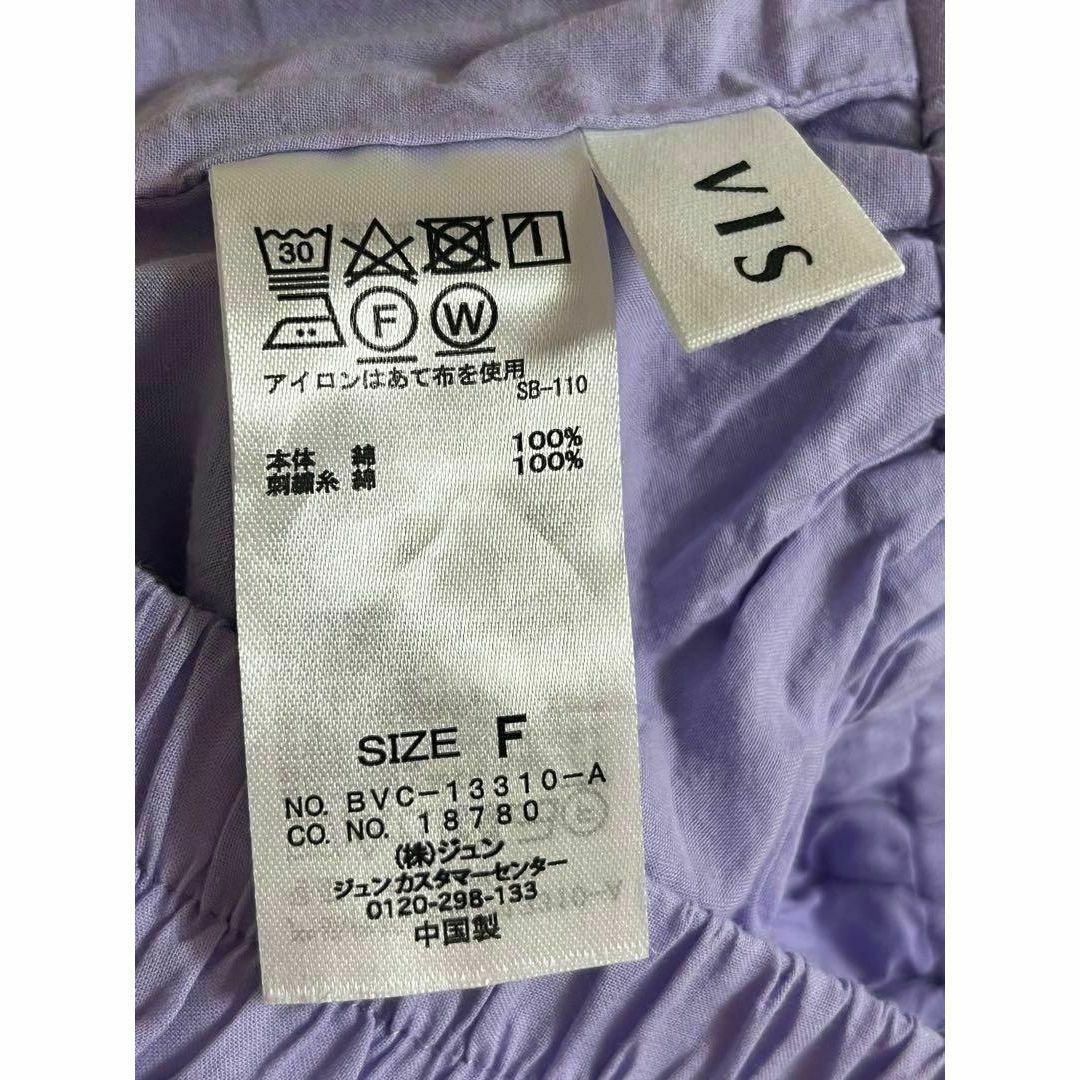 VIS
30
F W
アイロンはあて布を使用
SB-110
本体 綿 100%
刺繍糸 綿 100%
SIZE F
NO. BVC-13310-A
CO. NO. 18780
(株)ジュン
ジュンカスタマーセンター
0120-298-133
中国製